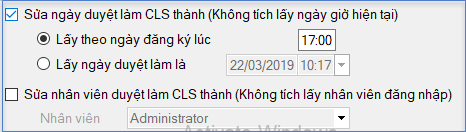 Sửa ngày duyệt làm CLS thành (Không tích lấy ngày giờ hiện tại)
Lấy theo ngày đăng ký lúc 17:00
Lấy ngày duyệt làm là 22/03/2019 10:17
Sửa nhân viên duyệt làm CLS thành (Không tích lấy nhân viên đăng nhập)
Nhân viên Administrator
Activate Windows